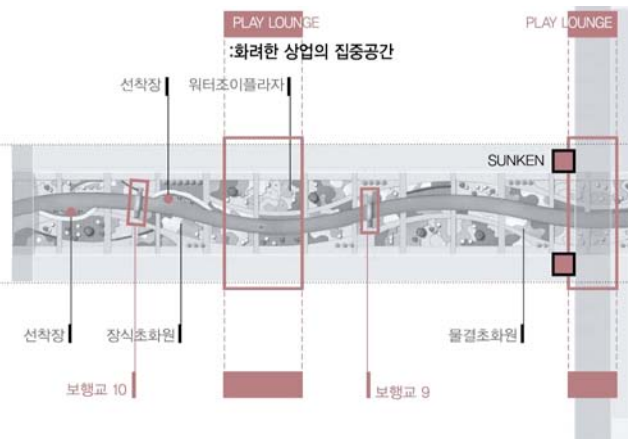 PLAY LOUNGE
PLAY LOUNGE
:화려한 상업의 집중공간
선착장
워터조이플라자
SUNKEN
선착장
장식초화원
물결초화원
보행교 10
보행교 9